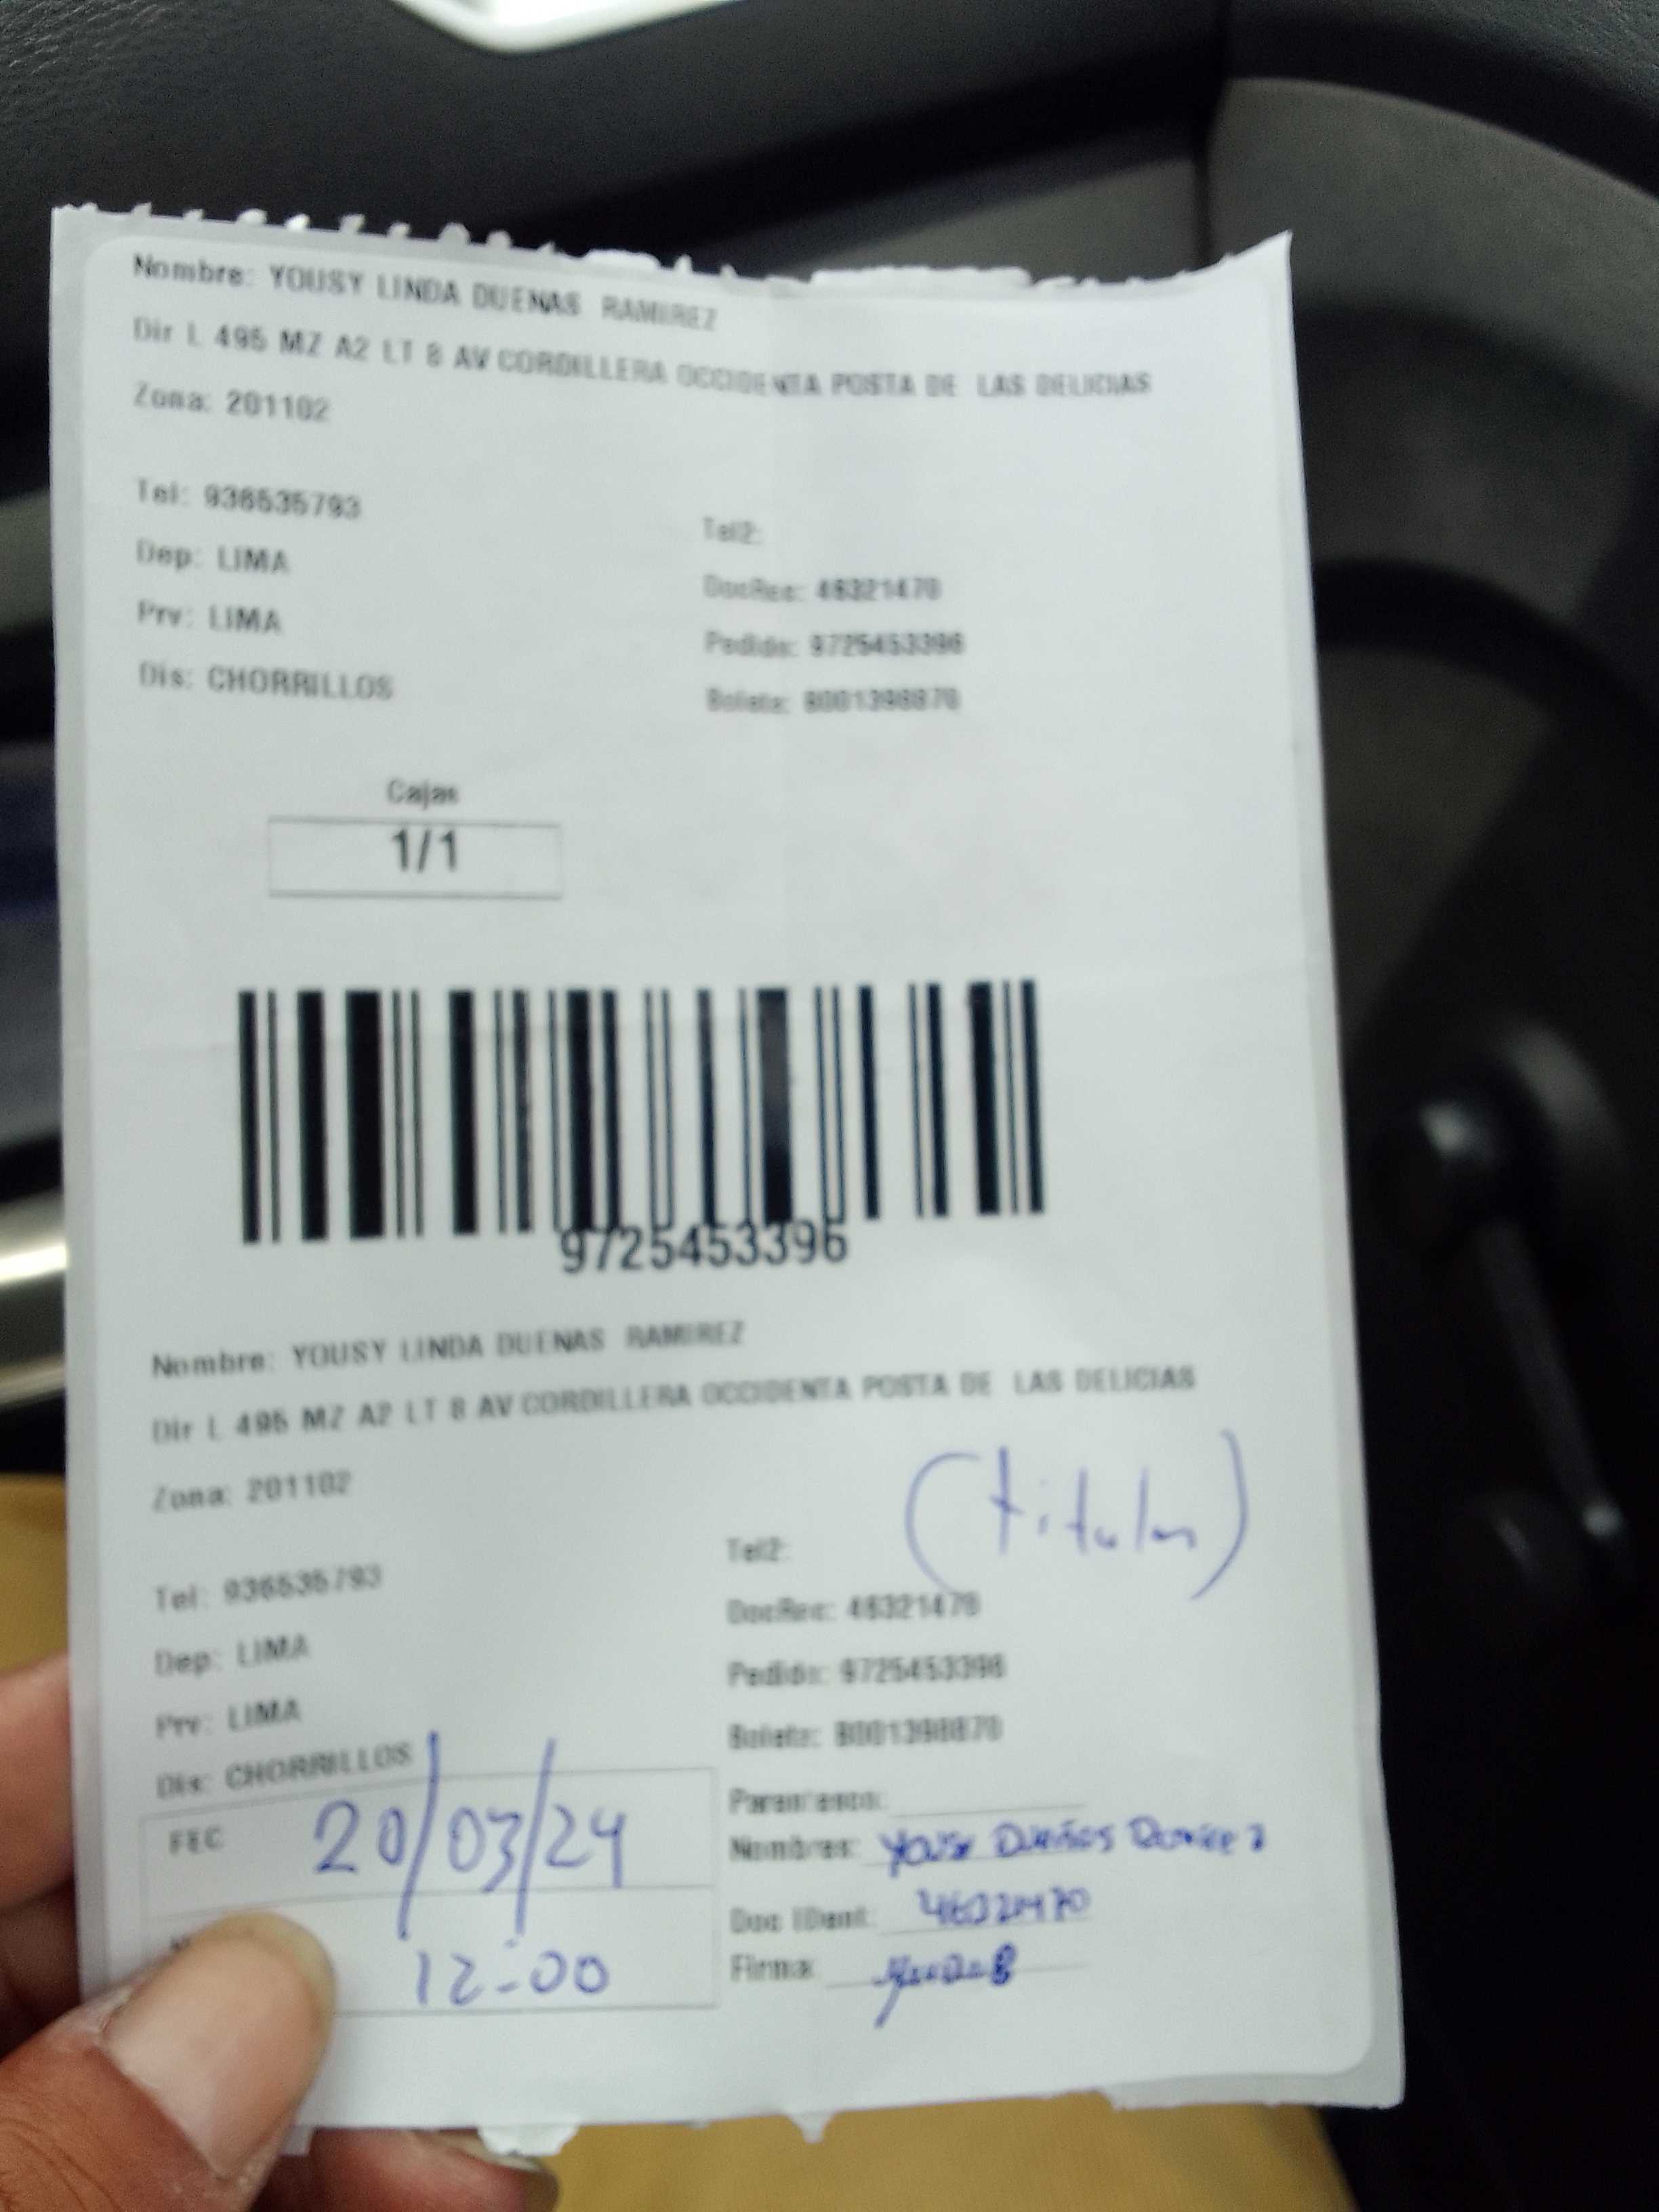 Nombre: YOUSY LINDA DUENAS RAMIREZ
Dir L 495 MZ A2 LT 8 AV CORDILLERA OCCIDENTA POSTA DE LAS DELICIAS
Zona: 201102
Tel: 936535793
Tel2:
Dep: LIMA
DocRec: 46321470
Prv: LIMA
Pedido: 9725453396
Dis: CHORRILLOS
Boleta: B001398870
Cajas
1/1
9725453396
Nombre: YOUSY LINDA DUENAS RAMIREZ
Dir L 495 MZ A2 LT 8 AV CORDILLERA OCCIDENTA POSTA DE LAS DELICIAS
Zona: 201102
(titular)
Tel: 936535793
Tel2:
Dep: LIMA
DocRec: 46321470
Prv: LIMA
Pedido: 9725453396
Dis: CHORRILLOS
Boleta: B001398870
Parentesco:
FEC 20/03/24
Nombres: Yousy Dueñas Ramirez
Doc IDent: 46321470
12:00
Firma: